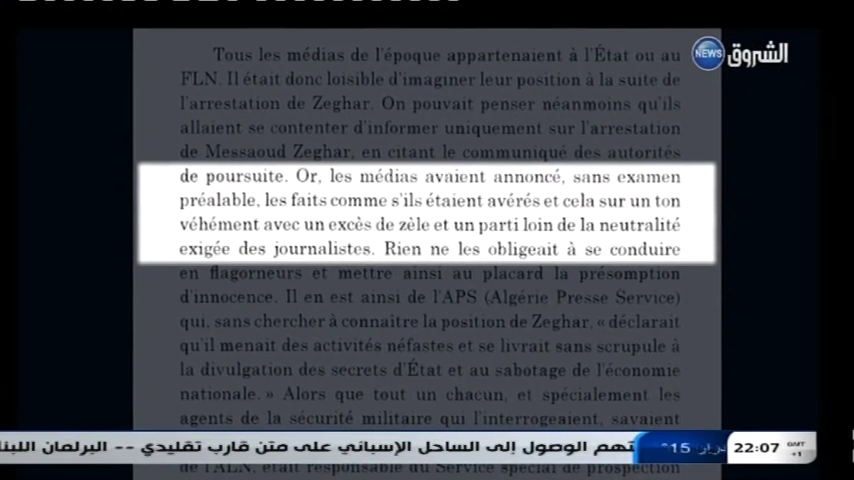 Tous les médias de l'époque appartenaient à l'État ou au
FLN. Il était donc loisible d'imaginer leur position à la suite de
l'arrestation de Zeghar. On pouvait penser néanmoins qu'ils
allaient se contenter d'informer uniquement sur l'arrestation
de Messaoud Zeghar, en citant le communiqué des autorités
de poursuite. Or, les médias avaient annoncé, sans examen
préalable, les faits comme s'ils étaient avérés et cela sur un ton
véhément avec un excès de zèle et un parti loin de la neutralité
exigée des journalistes. Rien ne les obligeait à se conduire
en flagorneurs et mettre ainsi au placard la présomption
d'innocence. Il en est ainsi de l'APS (Algérie Presse Service)
qui, sans chercher à connaître la position de Zeghar, « déclarait
qu'il menait des activités néfastes et se livrait sans scrupule à
la divulgation des secrets d'État et au sabotage de l'économie
nationale. » Alors que tout un chacun, et spécialement les
agents de la sécurité militaire qui l'interrogeaient, savaient
de l'ALN, était responsable du Service spécial de prospection
الشروق NEWS
الوصول إلى الساحل الإسباني على متن قارب تقليدي -- البرلمان
15°
22:07 GMT +1